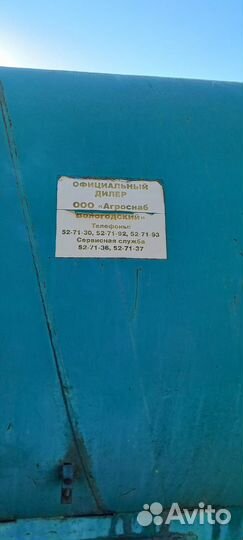 ОФИЦИАЛЬНЫЙ
ДИЛЕР
ООО «Агроснаб
Вологодский»
Телефоны:
52-71-30, 52-71-92, 52-71-93
Сервисная служба
52-71-36, 52-71-37
Avito